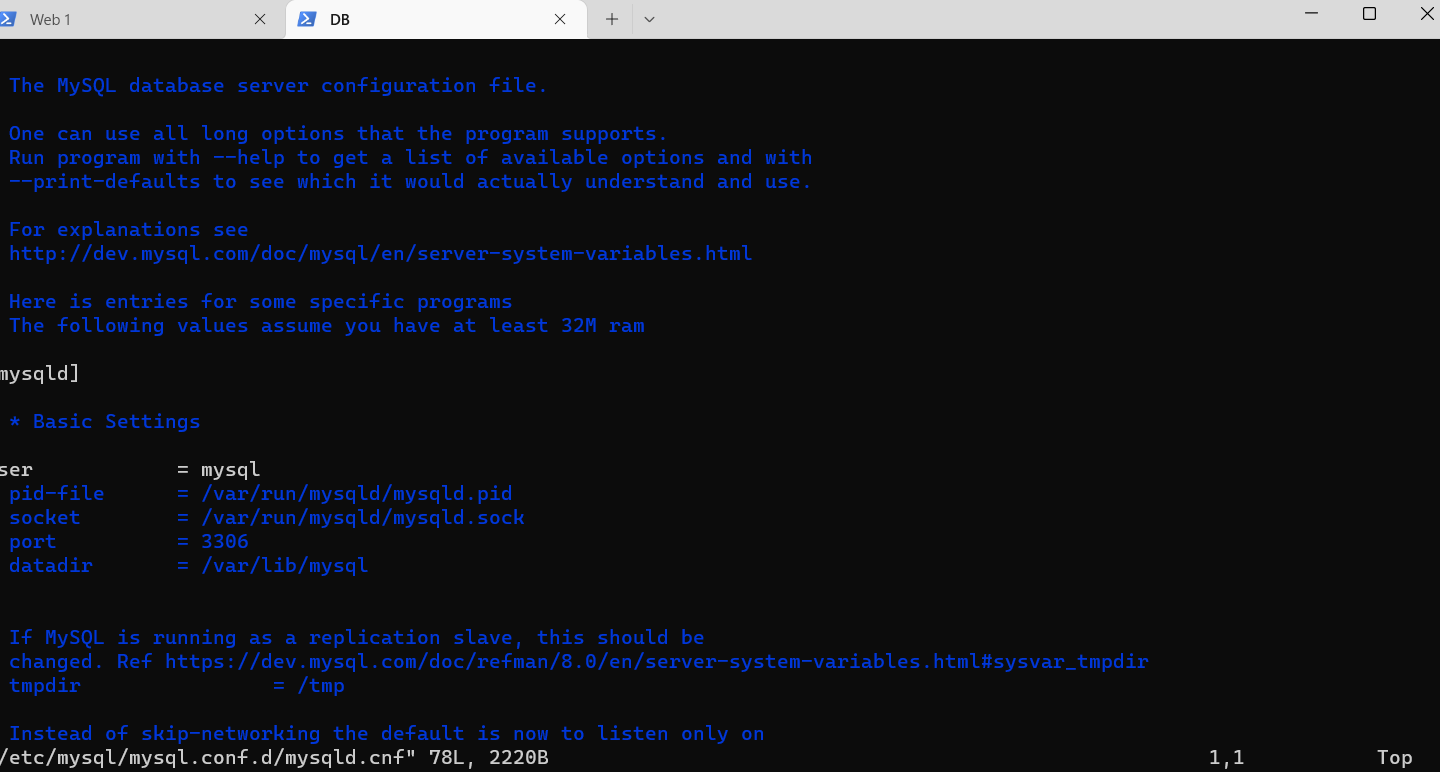 Web 1
DB
The MySQL database server configuration file.
One can use all long options that the program supports.
Run program with --help to get a list of available options and with
--print-defaults to see which it would actually understand and use.
For explanations see
http://dev.mysql.com/doc/mysql/en/server-system-variables.html
Here is entries for some specific programs
The following values assume you have at least 32M ram
mysqld]
* Basic Settings
ser = mysql
pid-file = /var/run/mysqld/mysqld.pid
socket = /var/run/mysqld/mysqld.sock
port = 3306
datadir = /var/lib/mysql
If MySQL is running as a replication slave, this should be
changed. Ref https://dev.mysql.com/doc/refman/8.0/en/server-system-variables.html#sysvar_tmpdir
tmpdir = /tmp
Instead of skip-networking the default is now to listen only on
/etc/mysql/mysql.conf.d/mysqld.cnf" 78L, 2220B 1,1 Top